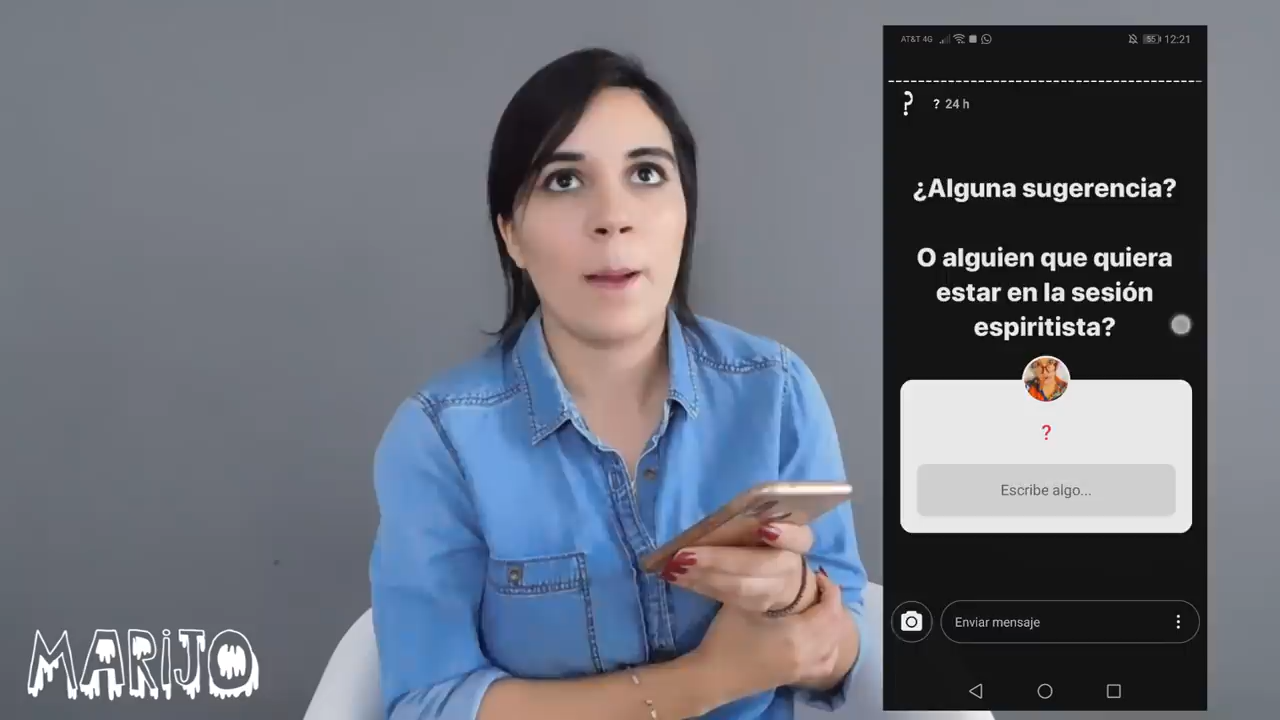 AT&T 4G
55
12:21
?
? 24 h
¿Alguna sugerencia?
O alguien que quiera
estar en la sesión
espiritista?
?
Escribe algo...
Enviar mensaje
MARiJO